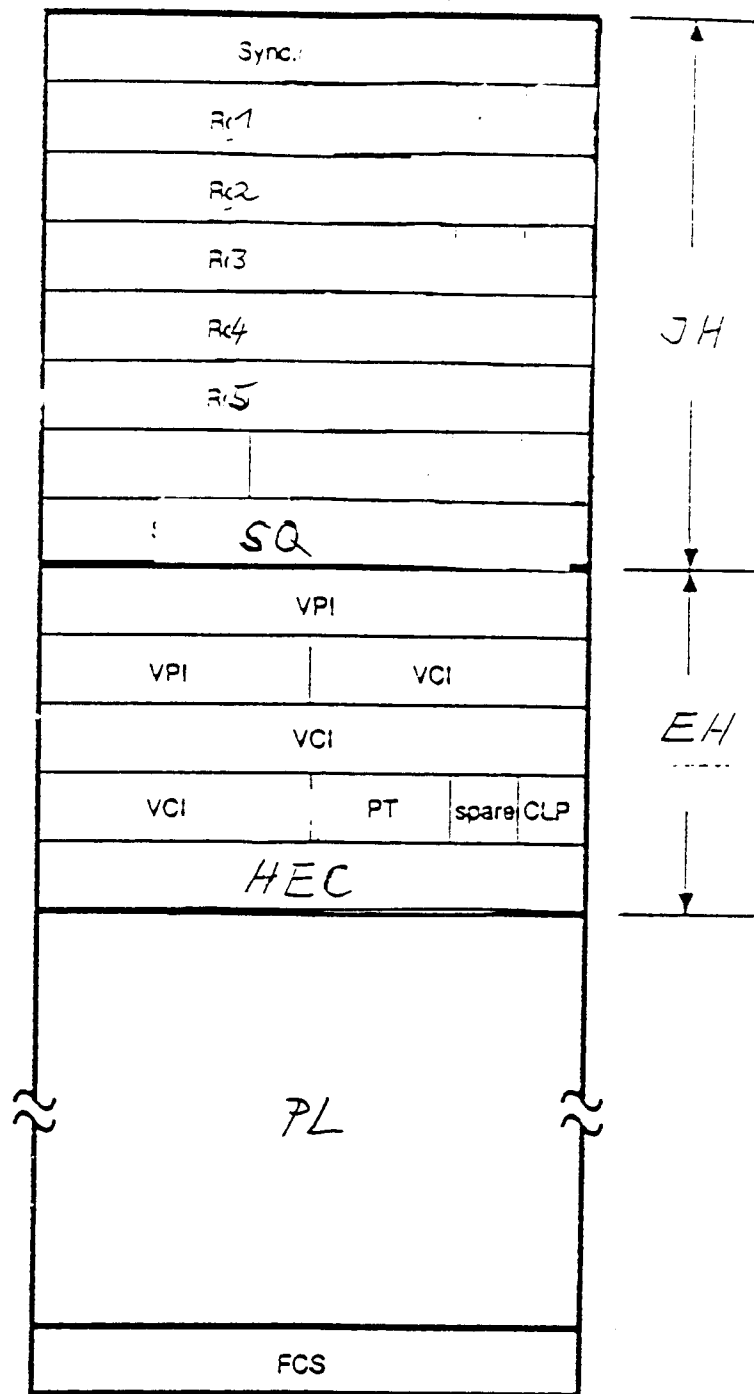 Sync.
Rc1
Rc2
Rc3
Rc4
Rc5
JH
SQ
VPI
VPI VCI
VCI
EH
VCI PT spare CLP
HEC
PL
FCS